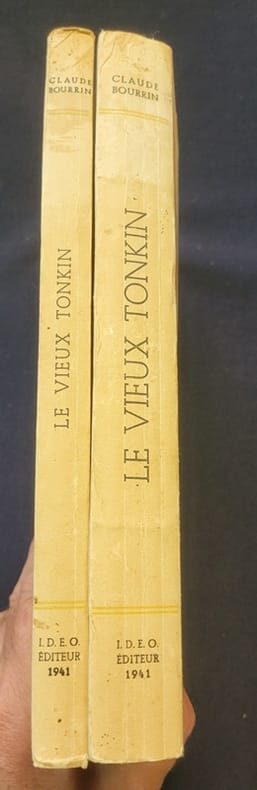 CLAUDE
BOURRIN
LE VIEUX TONKIN
I. D. E. O.
ÉDITEUR
1941
CLAUDE
BOURRIN
LE VIEUX TONKIN
I. D. E. O.
ÉDITEUR
1941